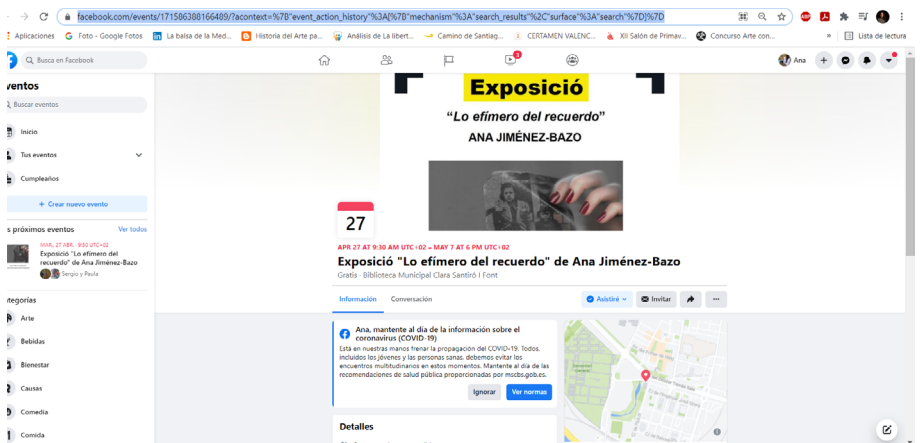 facebook.com/events/171586388166489/?acontext=%7B"event_action_history"%3A[%7B"mechanism"%3A"search_results"%2C"surface"%3A"search"%7D]%7D
Aplicaciones Foto - Google Fotos La balsa de la Med... Historia del Arte pa... Análisis de La libert... Camino de Santiag... CERTAMEN VALENC... XII Salón de Primav... Concurso Arte con... » Lista de lectura
Busca en Facebook
Ana
ventos
Buscar eventos
Inicio
Tus eventos
Cumpleaños
+ Crear nuevo evento
s próximos eventos Ver todos
MAR., 27 ABR. · 9:30 UTC+02
Exposició "Lo efímero del
recuerdo" de Ana Jiménez-Bazo
Sergio y Paula
ategorías
Arte
Bebidas
Bienestar
Causas
Comedia
Comida
Exposició
“Lo efímero del recuerdo”
ANA JIMÉNEZ-BAZO
27
APR 27 AT 9:30 AM UTC+02 – MAY 7 AT 6 PM UTC+02
Exposició "Lo efímero del recuerdo" de Ana Jiménez-Bazo
Gratis · Biblioteca Municipal Clara Santiró I Font
Información Conversación Asistiré Invitar
Ana, mantente al día de la información sobre el
coronavirus (COVID-19)
Está en nuestras manos frenar la propagación del COVID-19. Todos,
incluidos los jóvenes y las personas sanas, debemos evitar los
encuentros multitudinarios en estos momentos. Mantente al día de las
recomendaciones de salud pública proporcionadas por mscbs.gob.es.
Ignorar Ver normas
Detalles